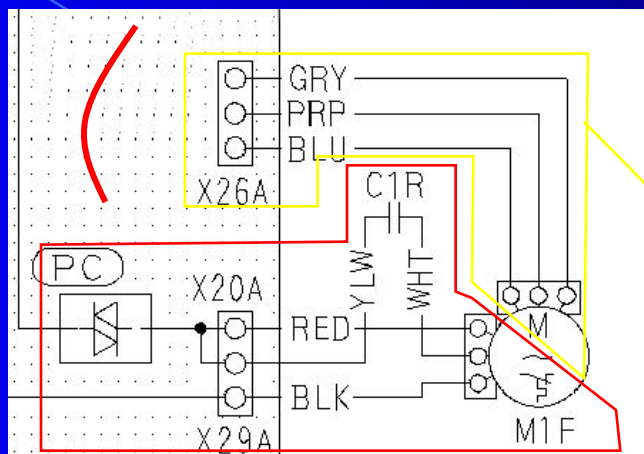 GRY
PRP
BLU
X26A
C1R
PC
X20A
YLW
WHT
RED
M
BLK
X29A
M1F